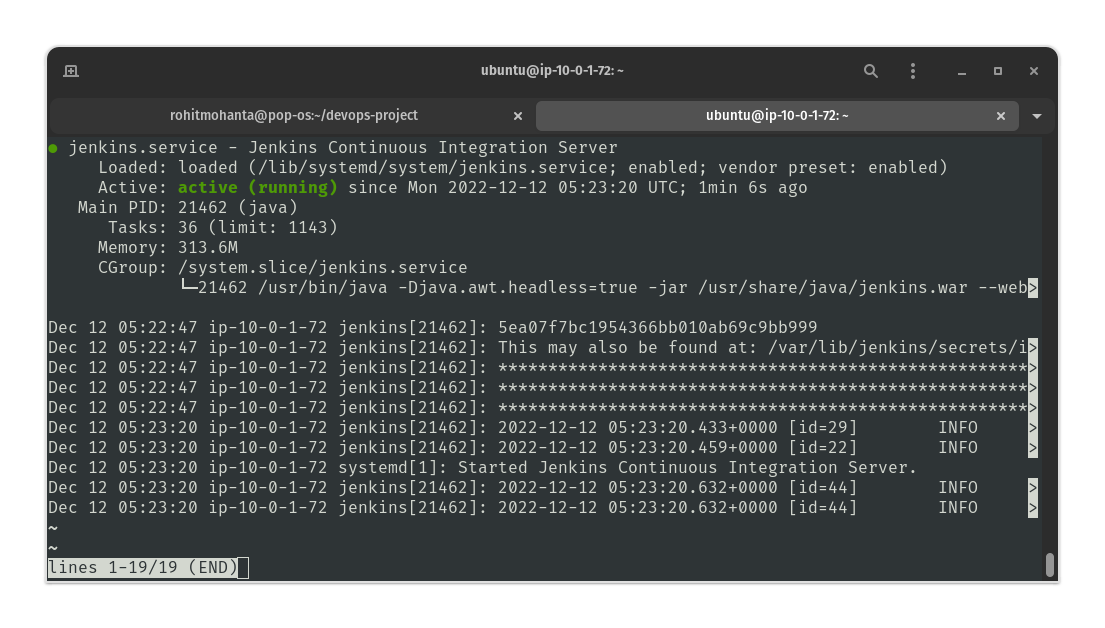 ubuntu@ip-10-0-1-72: ~
rohitmohanta@pop-os:~/devops-project
ubuntu@ip-10-0-1-72: ~
● jenkins.service - Jenkins Continuous Integration Server
Loaded: loaded (/lib/systemd/system/jenkins.service; enabled; vendor preset: enabled)
Active: active (running) since Mon 2022-12-12 05:23:20 UTC; 1min 6s ago
Main PID: 21462 (java)
Tasks: 36 (limit: 1143)
Memory: 313.6M
CGroup: /system.slice/jenkins.service
└─21462 /usr/bin/java -Djava.awt.headless=true -jar /usr/share/java/jenkins.war --web>
Dec 12 05:22:47 ip-10-0-1-72 jenkins[21462]: 5ea07f7bc1954366bb010ab69c9bb999
Dec 12 05:22:47 ip-10-0-1-72 jenkins[21462]: This may also be found at: /var/lib/jenkins/secrets/i>
Dec 12 05:22:47 ip-10-0-1-72 jenkins[21462]: *****************************************************>
Dec 12 05:22:47 ip-10-0-1-72 jenkins[21462]: *****************************************************>
Dec 12 05:22:47 ip-10-0-1-72 jenkins[21462]: *****************************************************>
Dec 12 05:23:20 ip-10-0-1-72 jenkins[21462]: 2022-12-12 05:23:20.433+0000 [id=29]        INFO     >
Dec 12 05:23:20 ip-10-0-1-72 jenkins[21462]: 2022-12-12 05:23:20.459+0000 [id=22]        INFO     >
Dec 12 05:23:20 ip-10-0-1-72 systemd[1]: Started Jenkins Continuous Integration Server.
Dec 12 05:23:20 ip-10-0-1-72 jenkins[21462]: 2022-12-12 05:23:20.632+0000 [id=44]        INFO     >
Dec 12 05:23:20 ip-10-0-1-72 jenkins[21462]: 2022-12-12 05:23:20.632+0000 [id=44]        INFO     >
~
~
lines 1-19/19 (END)